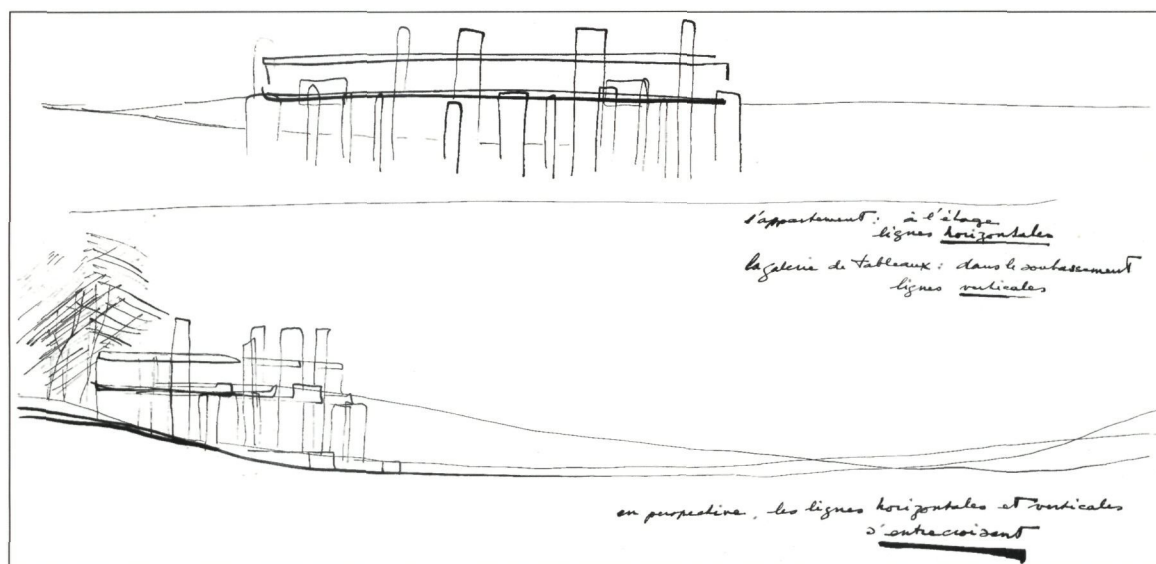 l'appartement : à l'étage
lignes horizontales
la galerie de tableaux : dans le soubassement
lignes verticales
en perspective, les lignes horizontales et verticales
s'entrecroisent